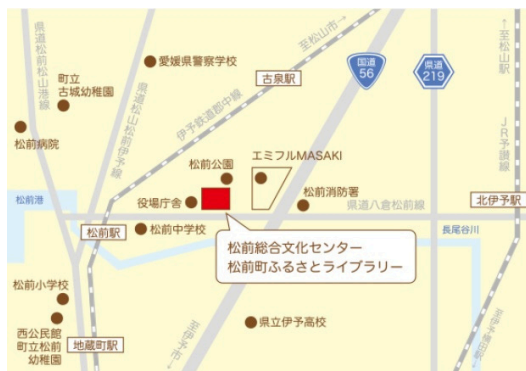 県道松前松山港線
愛媛県警察学校
至松山市→
国道
56
県道
219
←至松山駅
町立
古城幼稚園
古泉駅
県道松山松前伊予線
伊予鉄道郡中線
松前病院
松前公園
エミフルMASAKI
JR予讃線
松前港
役場庁舎
松前消防署
県道八倉松前線
北伊予駅
松前駅
松前中学校
長尾谷川
松前総合文化センター
松前町ふるさとライブラリー
松前小学校
西公民館
町立松前
幼稚園
地蔵町駅
県立伊予高校
至伊予市→
至伊予横田駅→